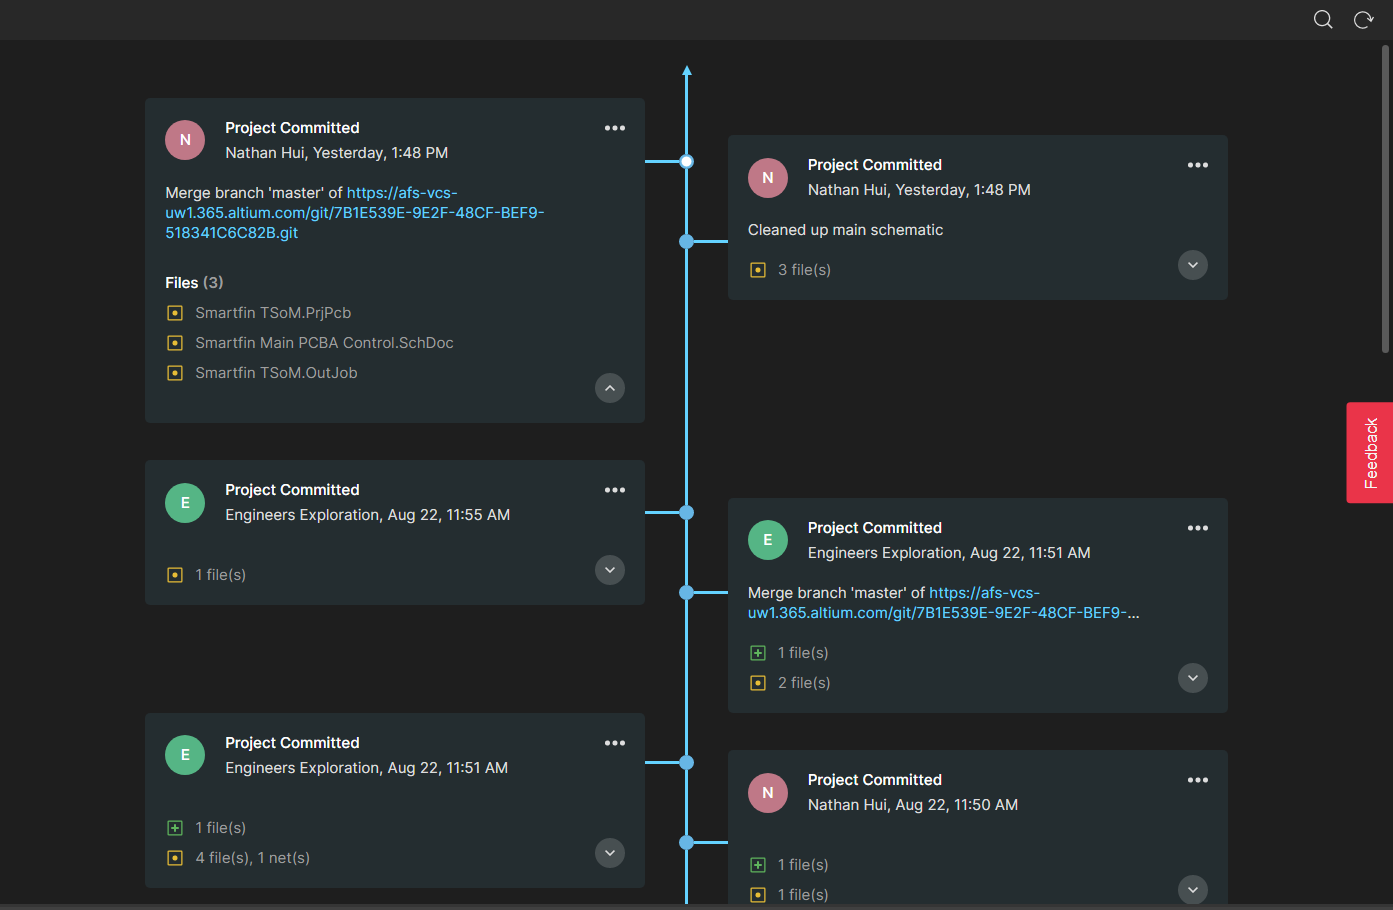 N
Project Committed
Nathan Hui, Yesterday, 1:48 PM
Merge branch 'master' of https://afs-vcs-
uw1.365.altium.com/git/7B1E539E-9E2F-48CF-BEF9-
518341C6C82B.git
Files (3)
Smartfin TSoM.PrjPcb
Smartfin Main PCBA Control.SchDoc
Smartfin TSoM.OutJob
N
Project Committed
Nathan Hui, Yesterday, 1:48 PM
Cleaned up main schematic
3 file(s)
E
Project Committed
Engineers Exploration, Aug 22, 11:55 AM
1 file(s)
E
Project Committed
Engineers Exploration, Aug 22, 11:51 AM
Merge branch 'master' of https://afs-vcs-
uw1.365.altium.com/git/7B1E539E-9E2F-48CF-BEF9-...
1 file(s)
2 file(s)
E
Project Committed
Engineers Exploration, Aug 22, 11:51 AM
1 file(s)
4 file(s), 1 net(s)
N
Project Committed
Nathan Hui, Aug 22, 11:50 AM
1 file(s)
1 file(s)
Feedback